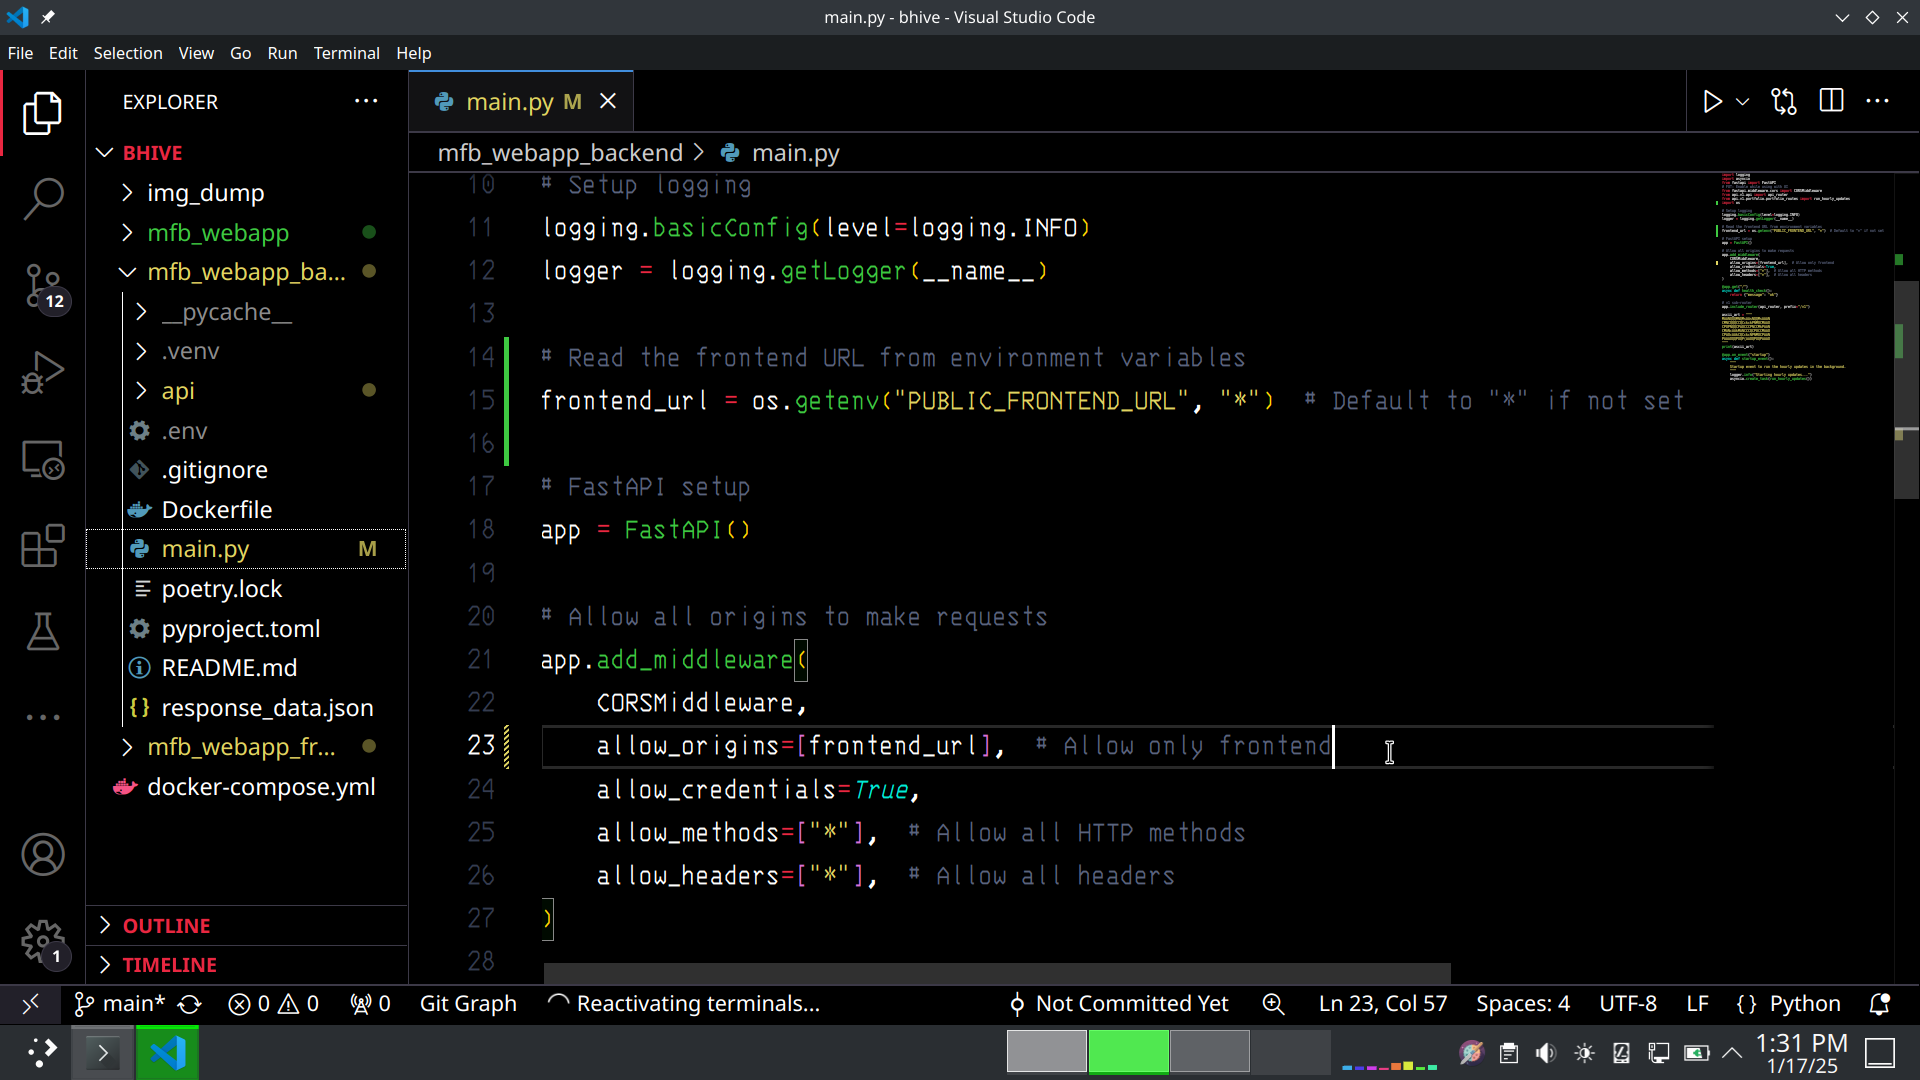 main.py - bhive - Visual Studio Code
File Edit Selection View Go Run Terminal Help
EXPLORER
BHIVE
img_dump
mfb_webapp
mfb_webapp_ba...
__pycache__
.venv
api
.env
.gitignore
Dockerfile
main.py M
poetry.lock
pyproject.toml
README.md
response_data.json
mfb_webapp_fr...
docker-compose.yml
OUTLINE
TIMELINE
12
1
main.py M
mfb_webapp_backend > main.py
10 # Setup logging
11 logging.basicConfig(level=logging.INFO)
12 logger = logging.getLogger(__name__)
13
14 # Read the frontend URL from environment variables
15 frontend_url = os.getenv("PUBLIC_FRONTEND_URL", "*")  # Default to "*" if not set
16
17 # FastAPI setup
18 app = FastAPI()
19
20 # Allow all origins to make requests
21 app.add_middleware(
22     CORSMiddleware,
23     allow_origins=[frontend_url],  # Allow only frontend
24     allow_credentials=True,
25     allow_methods=["*"],  # Allow all HTTP methods
26     allow_headers=["*"],  # Allow all headers
27 )
28
main* 0 0 0 Git Graph Reactivating terminals... Not Committed Yet Ln 23, Col 57 Spaces: 4 UTF-8 LF {} Python
1:31 PM
1/17/25